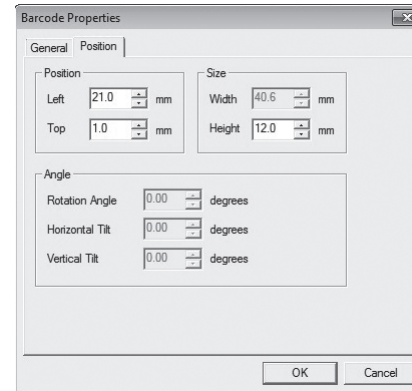 Barcode Properties
General Position
Position
Left 21.0 mm
Top 1.0 mm
Size
Width 40.6 mm
Height 12.0 mm
Angle
Rotation Angle 0.00 degrees
Horizontal Tilt 0.00 degrees
Vertical Tilt 0.00 degrees
OK Cancel